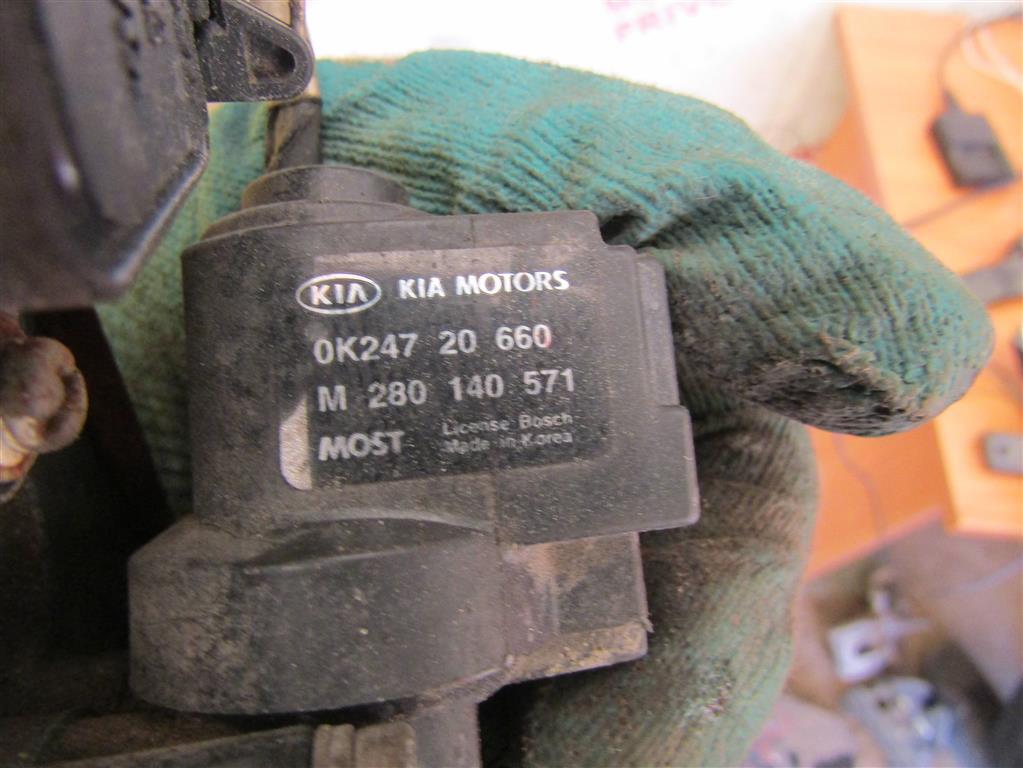 KIA KIA MOTORS
0K247 20 660
M 280 140 571
MOST License Bosch
Made in Korea